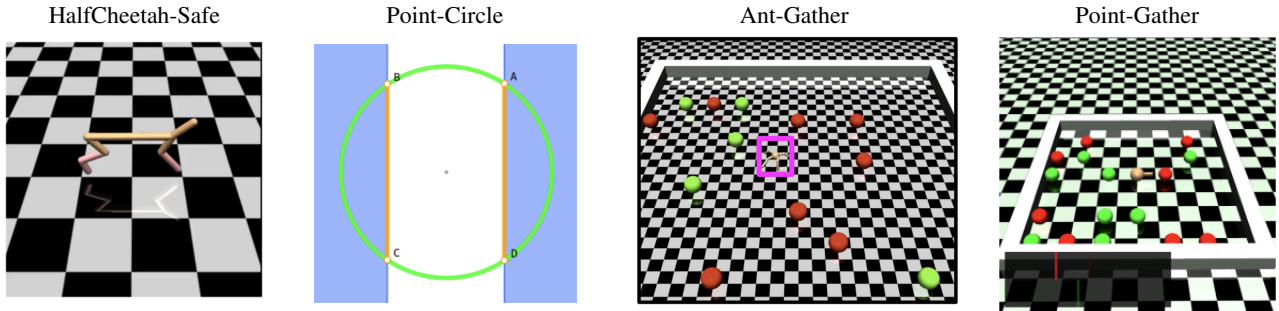 HalfCheetah-Safe
Point-Circle
Ant-Gather
Point-Gather
B
A
C
D